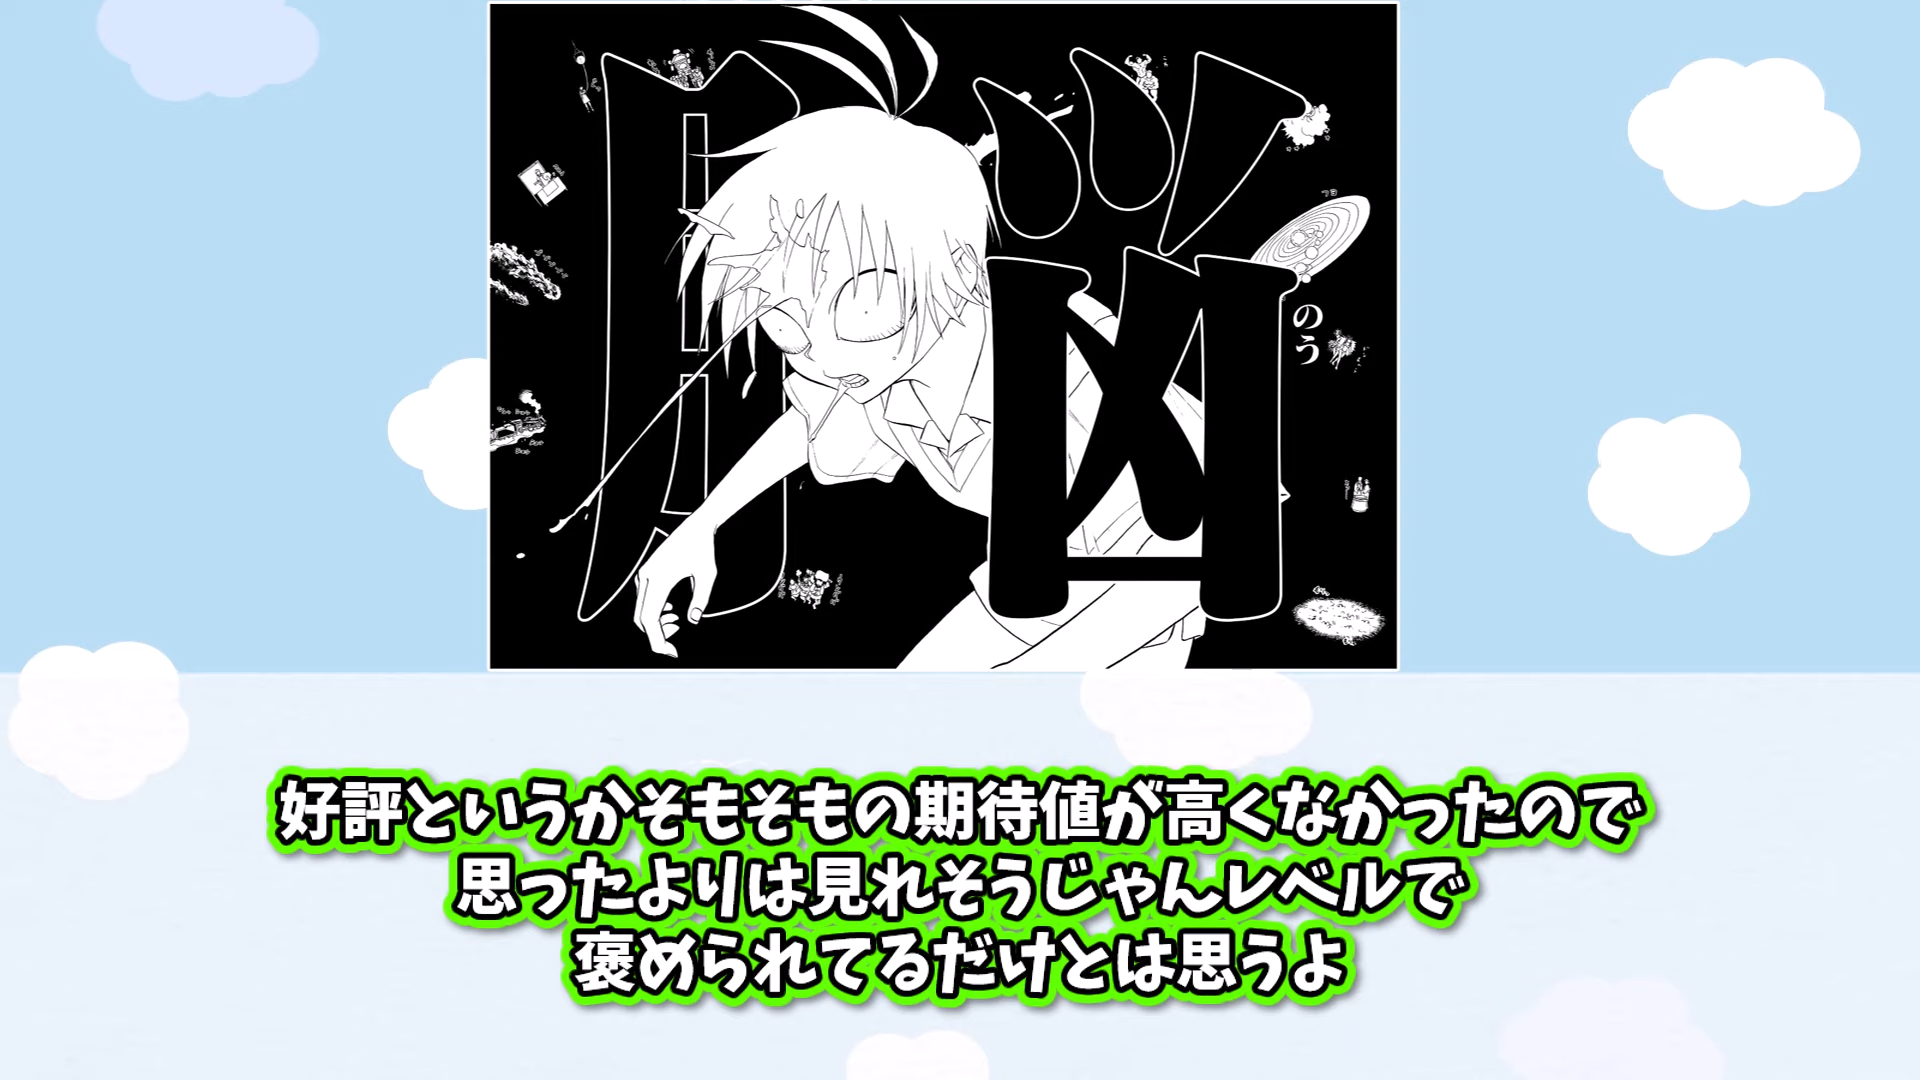 脳
のう
好評というかそもそもの期待値が高くなかったので
思ったよりは見れそうじゃんレベルで
褒められてるだけとは思うよ